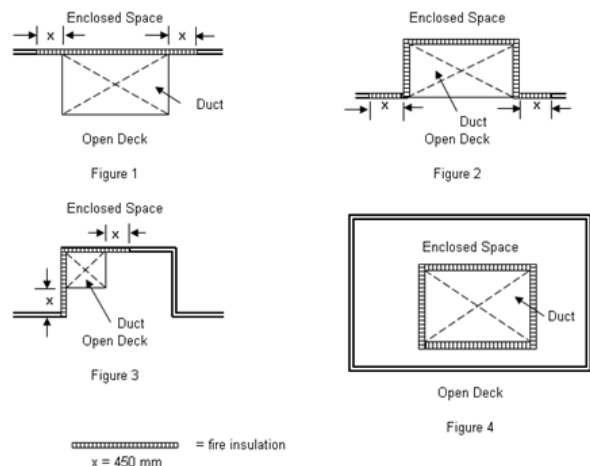 Enclosed Space
x
x
Duct
Open Deck
Figure 1
Enclosed Space
Duct
x
x
Open Deck
Figure 2
Enclosed Space
x
x
Duct
Open Deck
Figure 3
Enclosed Space
Duct
Open Deck
Figure 4
= fire insulation
x = 450 mm